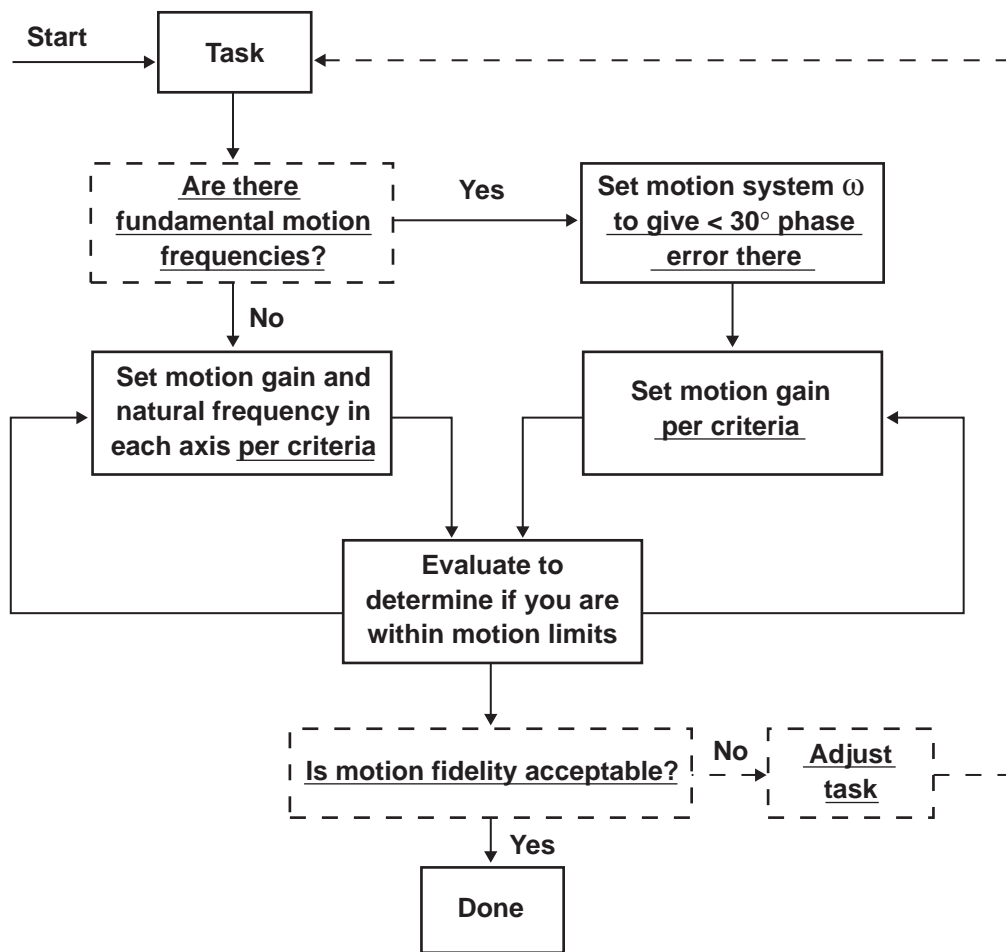 Start
Task
Are there
fundamental motion
frequencies?
Yes
Set motion system ω
to give < 30° phase
error there
No
Set motion gain and
natural frequency in
each axis per criteria
Set motion gain
per criteria
Evaluate to
determine if you are
within motion limits
Is motion fidelity acceptable?
No
Adjust
task
Yes
Done